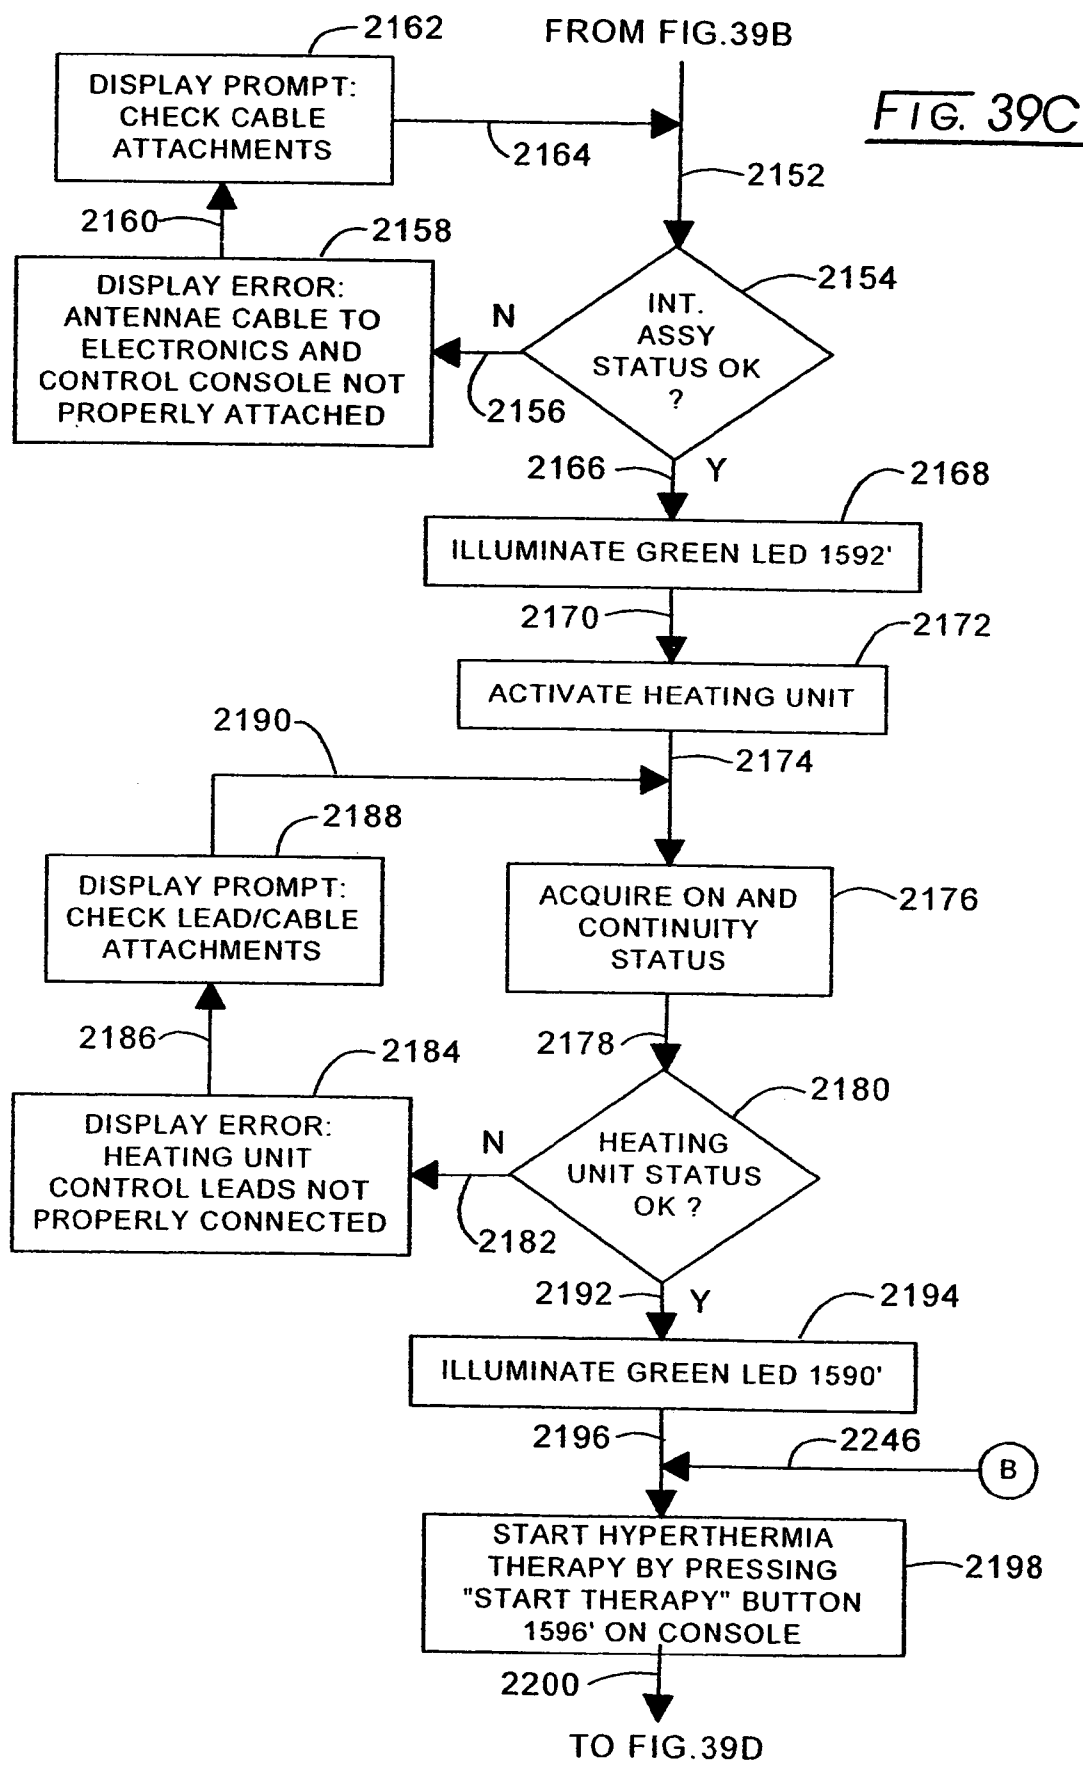 2162
FROM FIG.39B
FIG. 39C
DISPLAY PROMPT:
CHECK CABLE
ATTACHMENTS
2164
2152
2160
2158
2154
DISPLAY ERROR:
ANTENNAE CABLE TO
ELECTRONICS AND
CONTROL CONSOLE NOT
PROPERLY ATTACHED
N
2156
INT.
ASSY
STATUS OK
?
2166
Y
2168
ILLUMINATE GREEN LED 1592'
2170
2172
ACTIVATE HEATING UNIT
2190
2174
2188
DISPLAY PROMPT:
CHECK LEAD/CABLE
ATTACHMENTS
ACQUIRE ON AND
CONTINUITY
STATUS
2176
2186
2184
2178
2180
DISPLAY ERROR:
HEATING UNIT
CONTROL LEADS NOT
PROPERLY CONNECTED
N
2182
HEATING
UNIT STATUS
OK ?
2192
Y
2194
ILLUMINATE GREEN LED 1590'
2196
2246
B
START HYPERTHERMIA
THERAPY BY PRESSING
"START THERAPY" BUTTON
1596' ON CONSOLE
2198
2200
TO FIG.39D